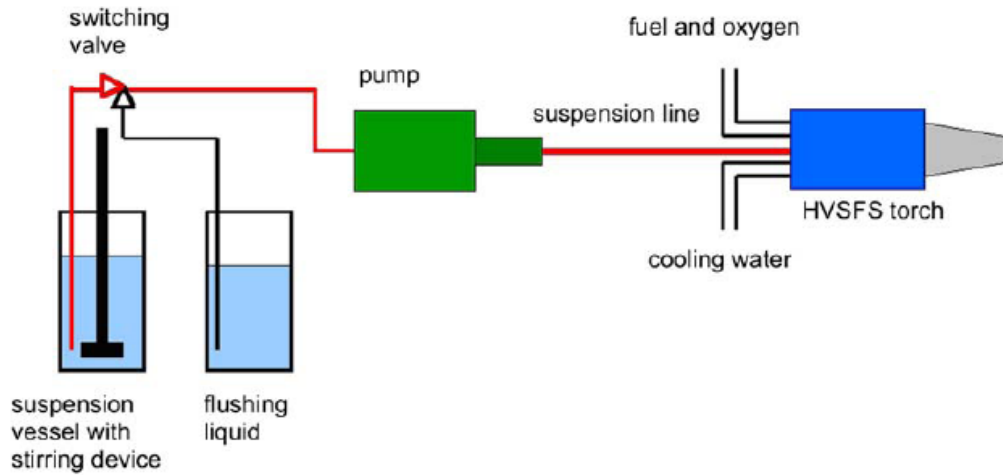 switching
valve
fuel and oxygen
pump
suspension line
HVSFS torch
cooling water
suspension
vessel with
stirring device
flushing
liquid